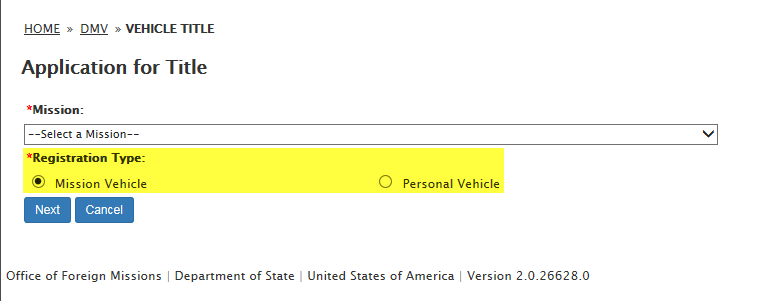 HOME » DMV » VEHICLE TITLE
Application for Title
*Mission:
--Select a Mission--
*Registration Type:
Mission Vehicle Personal Vehicle
Next Cancel
Office of Foreign Missions | Department of State | United States of America | Version 2.0.26628.0